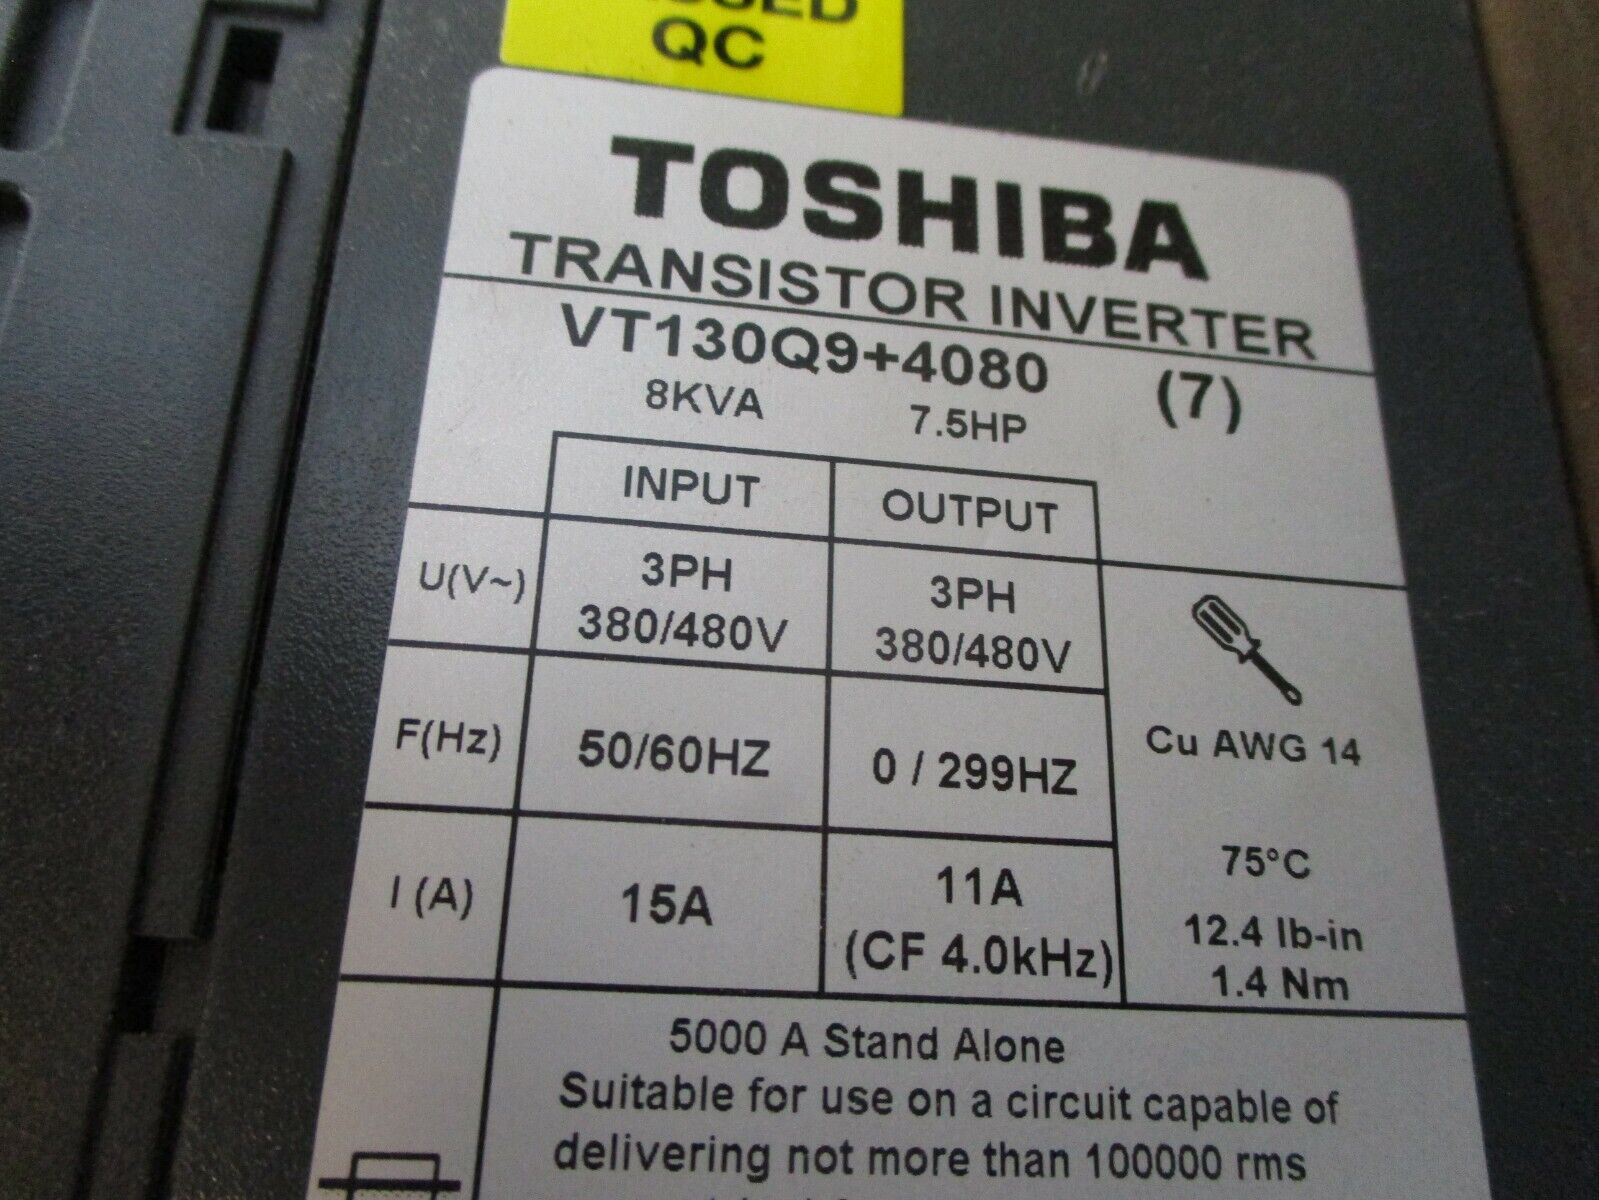 QC
TOSHIBA
TRANSISTOR INVERTER
VT130Q9+4080 (7)
8KVA 7.5HP
INPUT OUTPUT
U(V~) 3PH 380/480V 3PH 380/480V
F(Hz) 50/60HZ 0 / 299HZ
Cu AWG 14
I (A) 15A 11A (CF 4.0kHz)
75°C
12.4 lb-in
1.4 Nm
5000 A Stand Alone
Suitable for use on a circuit capable of
delivering not more than 100000 rms